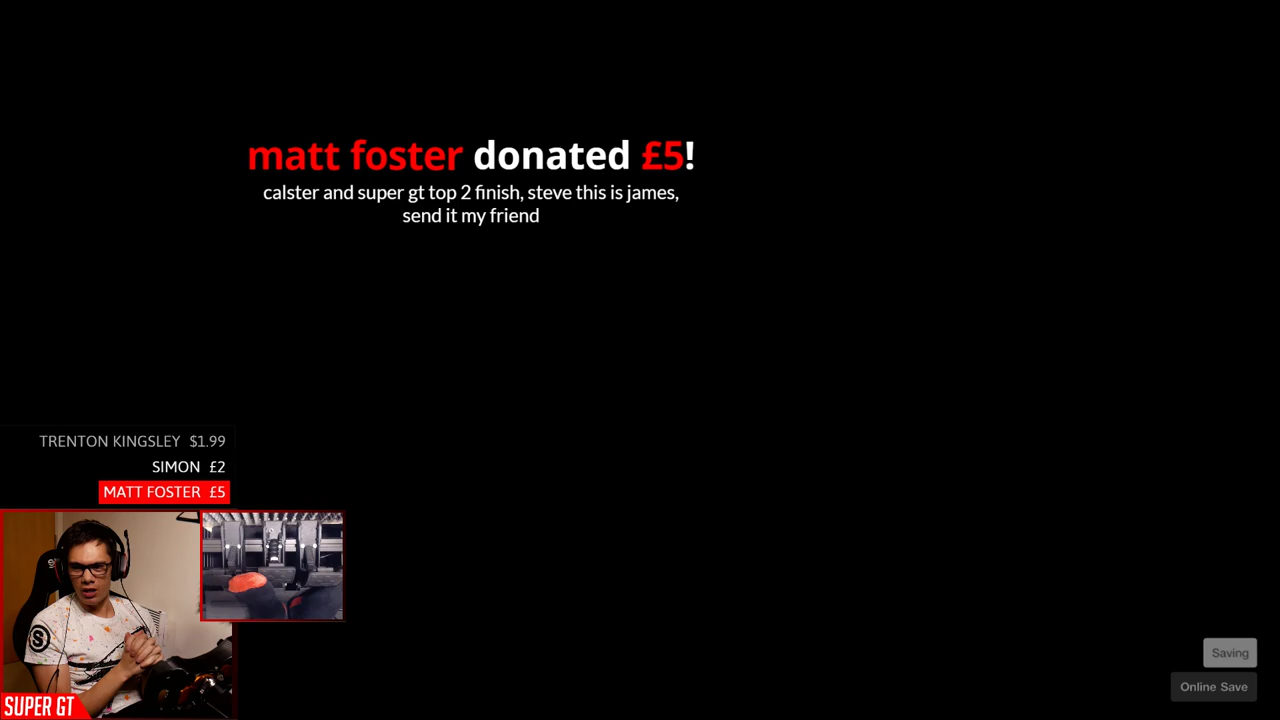 matt foster donated £5!
calster and super gt top 2 finish, steve this is james,
send it my friend
TRENTON KINGSLEY $1.99
SIMON £2
MATT FOSTER £5
SUPER GT
Saving
Online Save